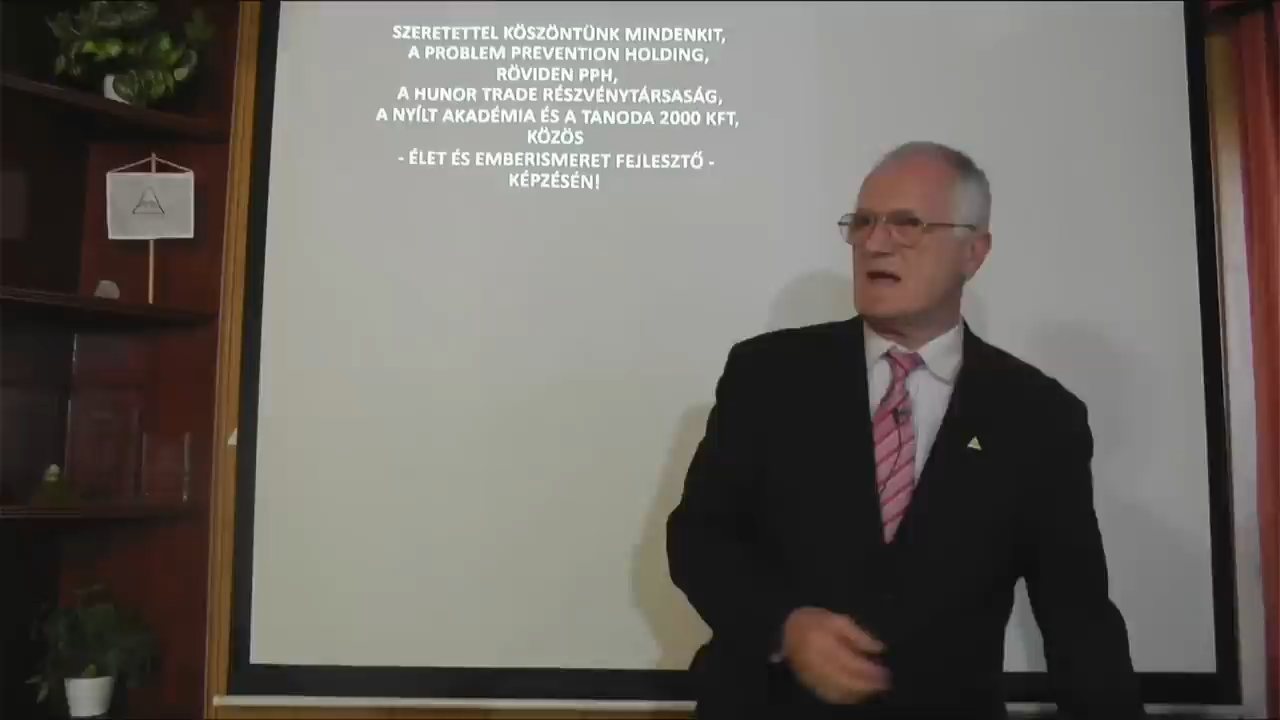 SZERETETTEL KÖSZÖNTÜNK MINDENKIT,
A PROBLEM PREVENTION HOLDING,
RÖVIDEN PPH,
A HUNOR TRADE RÉSZVÉNYTÁRSASÁG,
A NYÍLT AKADÉMIA ÉS A TANODA 2000 KFT,
KÖZÖS
- ÉLET ÉS EMBERISMERET FEJLESZTŐ -
KÉPZÉSÉN!